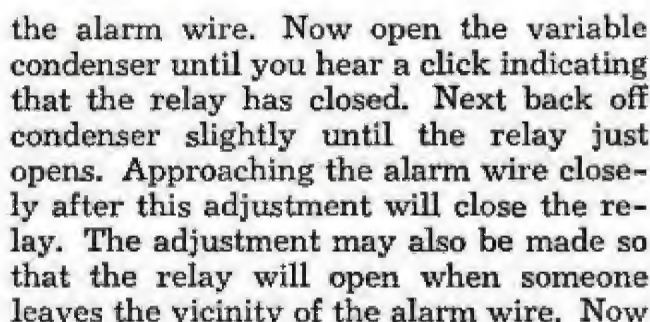 the alarm wire. Now open the variable
condenser until you hear a click indicating
that the relay has closed. Next back off
condenser slightly until the relay just
opens. Approaching the alarm wire close-
ly after this adjustment will close the re-
lay. The adjustment may also be made so
that the relay will open when someone
leaves the vicinity of the alarm wire. Now